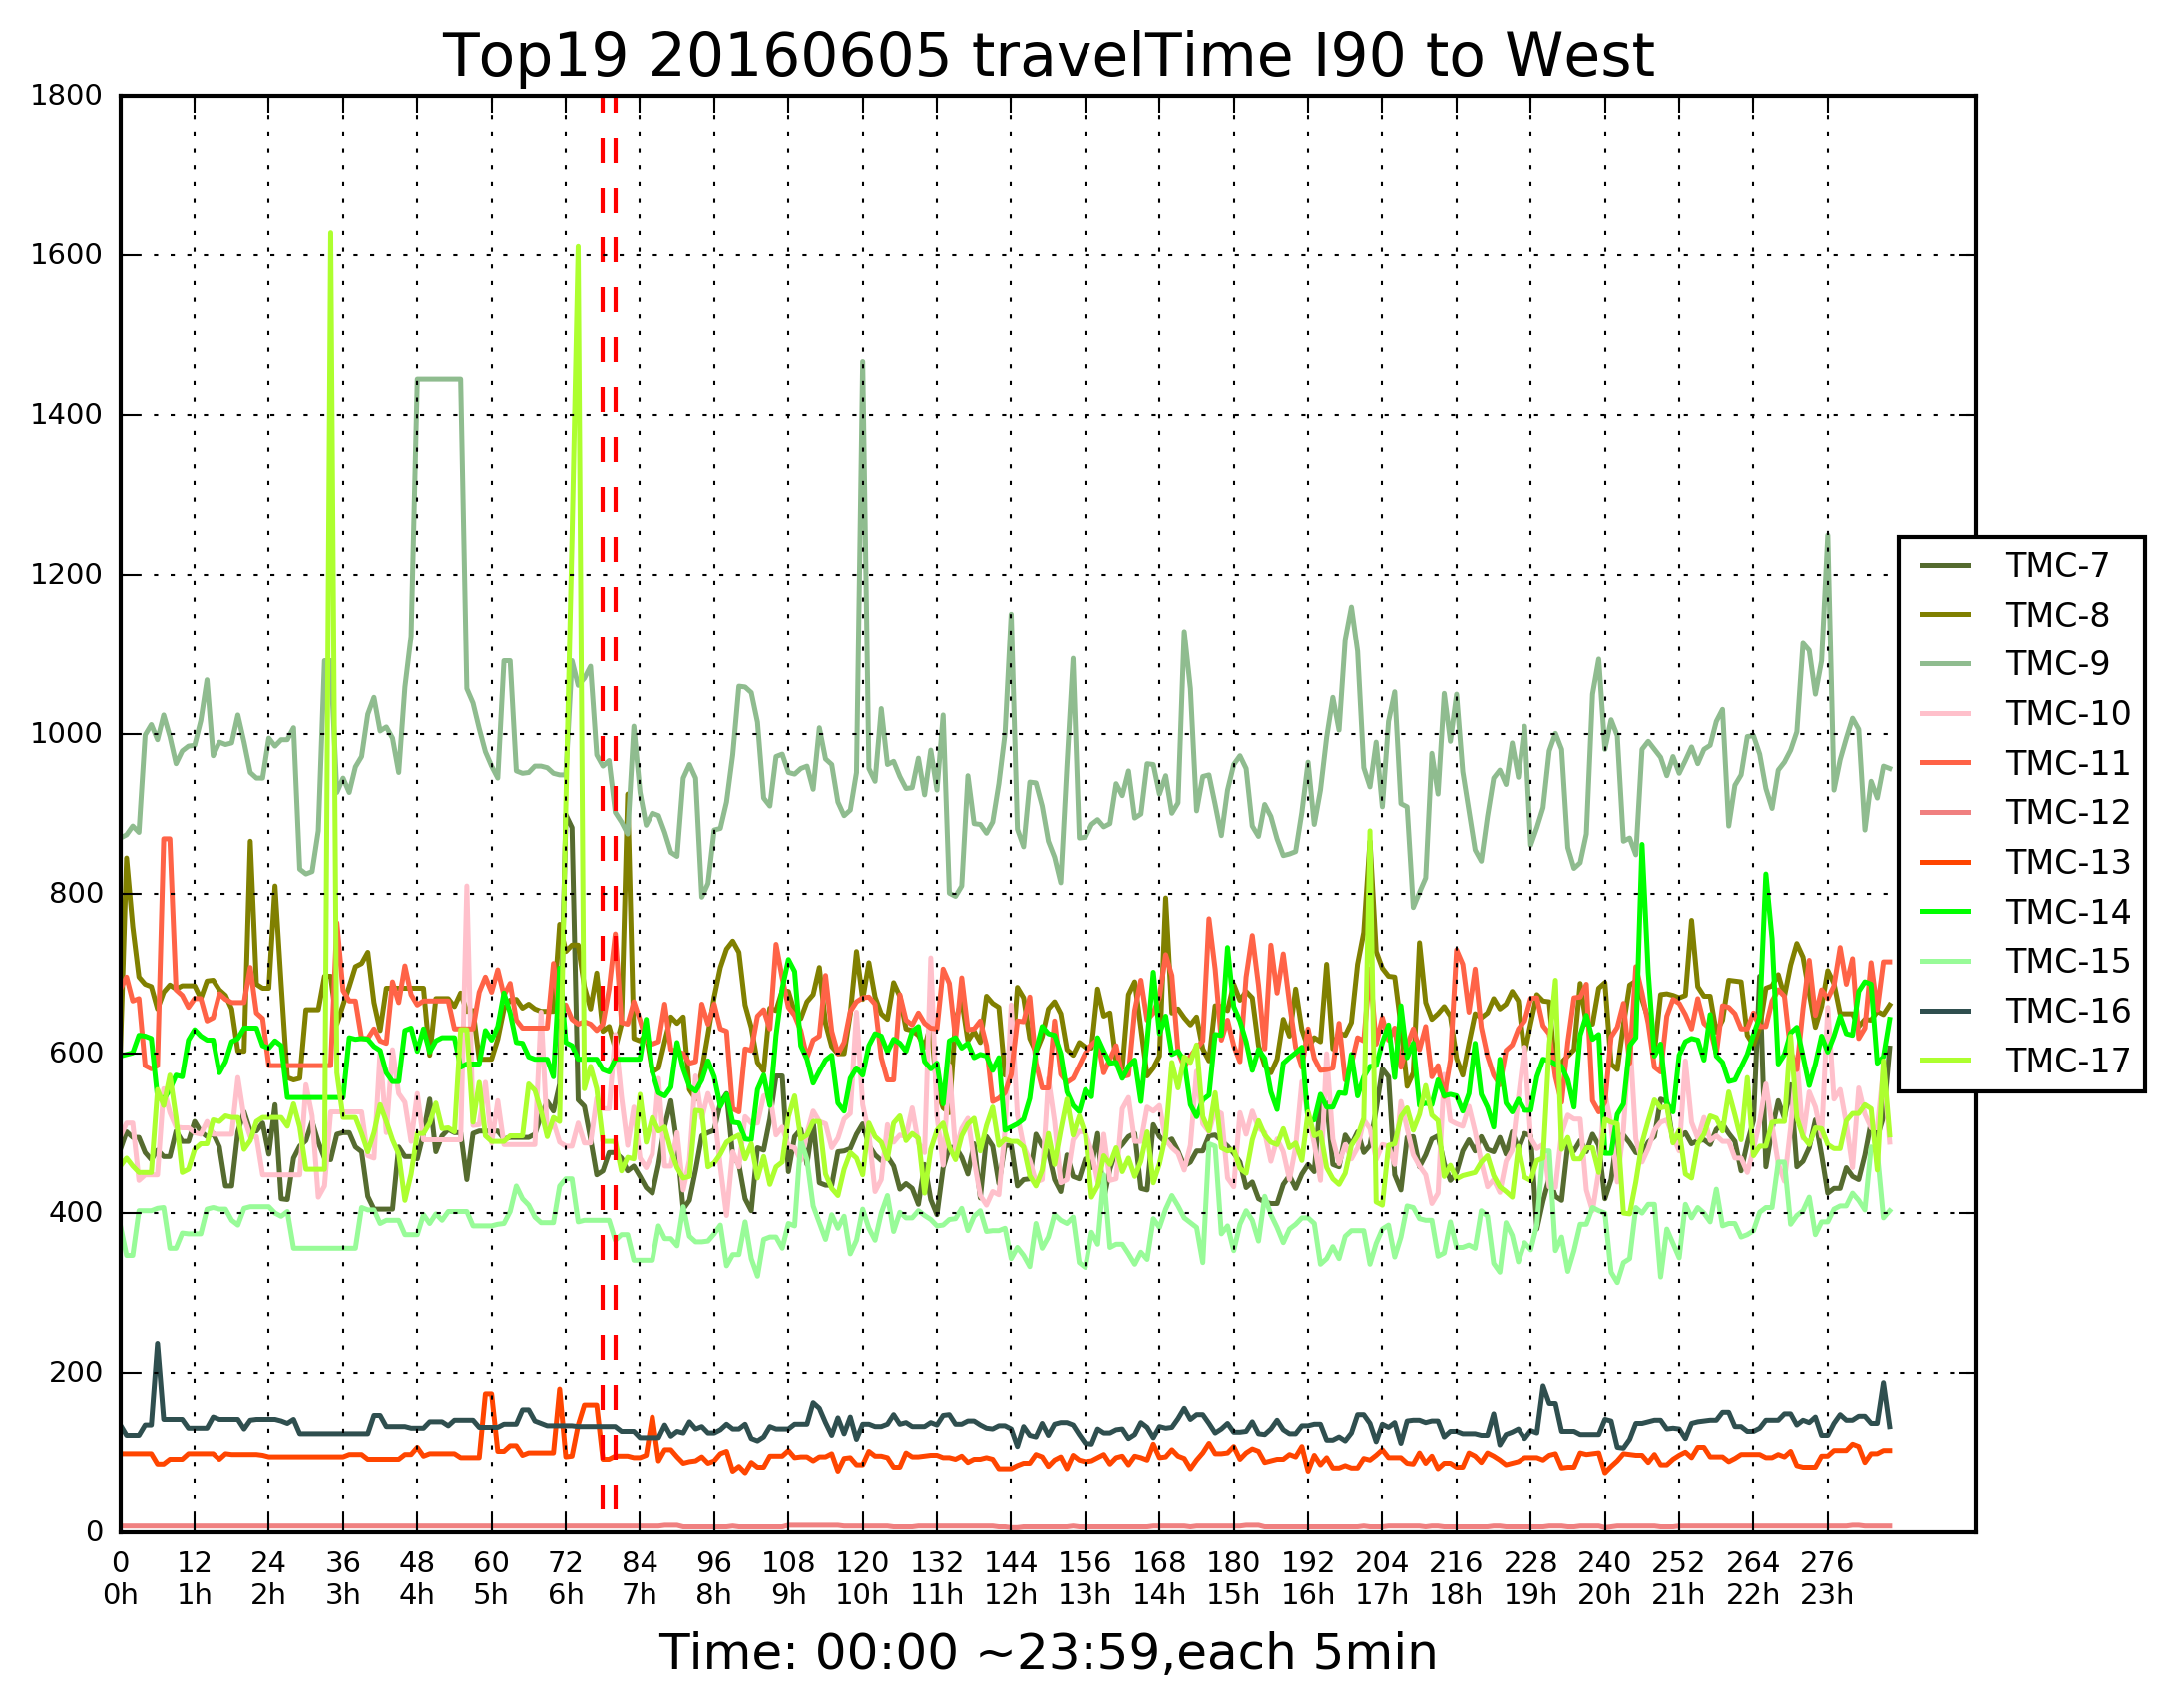 Top19 20160605 travelTime I90 to West
1800
1600
1400
1200
1000
800
600
400
200
0
TMC-7
TMC-8
TMC-9
TMC-10
TMC-11
TMC-12
TMC-13
TMC-14
TMC-15
TMC-16
TMC-17
0 12 24 36 48 60 72 84 96 108 120 132 144 156 168 180 192 204 216 228 240 252 264 276
0h 1h 2h 3h 4h 5h 6h 7h 8h 9h 10h 11h 12h 13h 14h 15h 16h 17h 18h 19h 20h 21h 22h 23h
Time: 00:00 ~23:59,each 5min